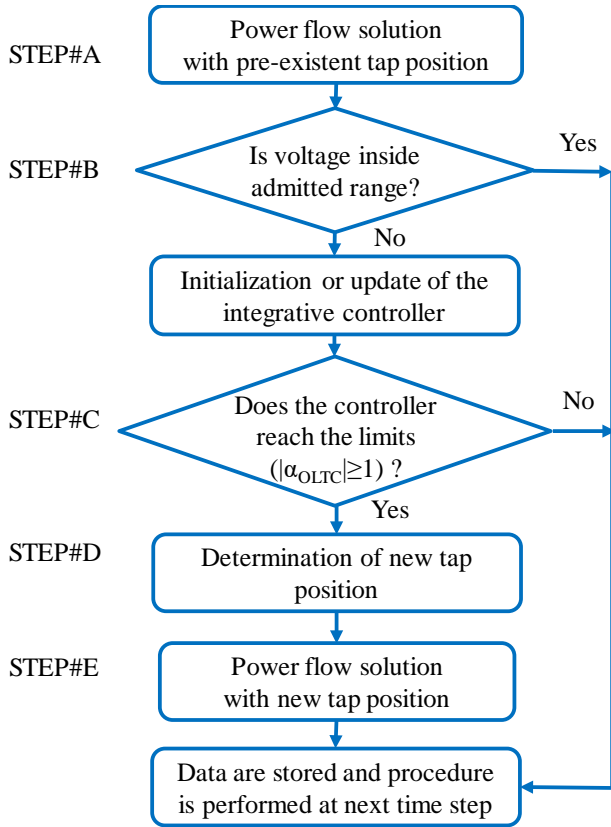 STEP#A
Power flow solution
with pre-existent tap position
STEP#B
Is voltage inside
admitted range?
Yes
No
Initialization or update of the
integrative controller
STEP#C
Does the controller
reach the limits
(|α_OLTC|≥1) ?
No
Yes
STEP#D
Determination of new tap
position
STEP#E
Power flow solution
with new tap position
Data are stored and procedure
is performed at next time step